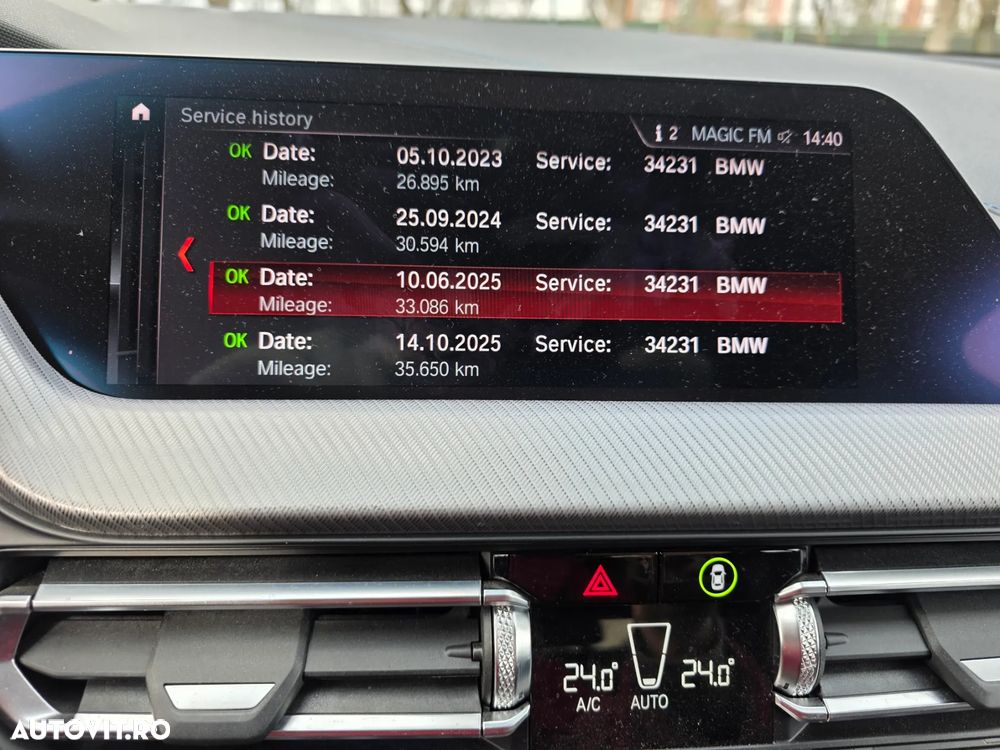 Service history
i 2 MAGIC FM 14:40
OK Date: 05.10.2023 Service: 34231 BMW
Mileage: 26.895 km
OK Date: 25.09.2024 Service: 34231 BMW
Mileage: 30.594 km
OK Date: 10.06.2025 Service: 34231 BMW
Mileage: 33.086 km
OK Date: 14.10.2025 Service: 34231 BMW
Mileage: 35.650 km
24.0° 24.0°
A/C AUTO
AUTOVIT.RO